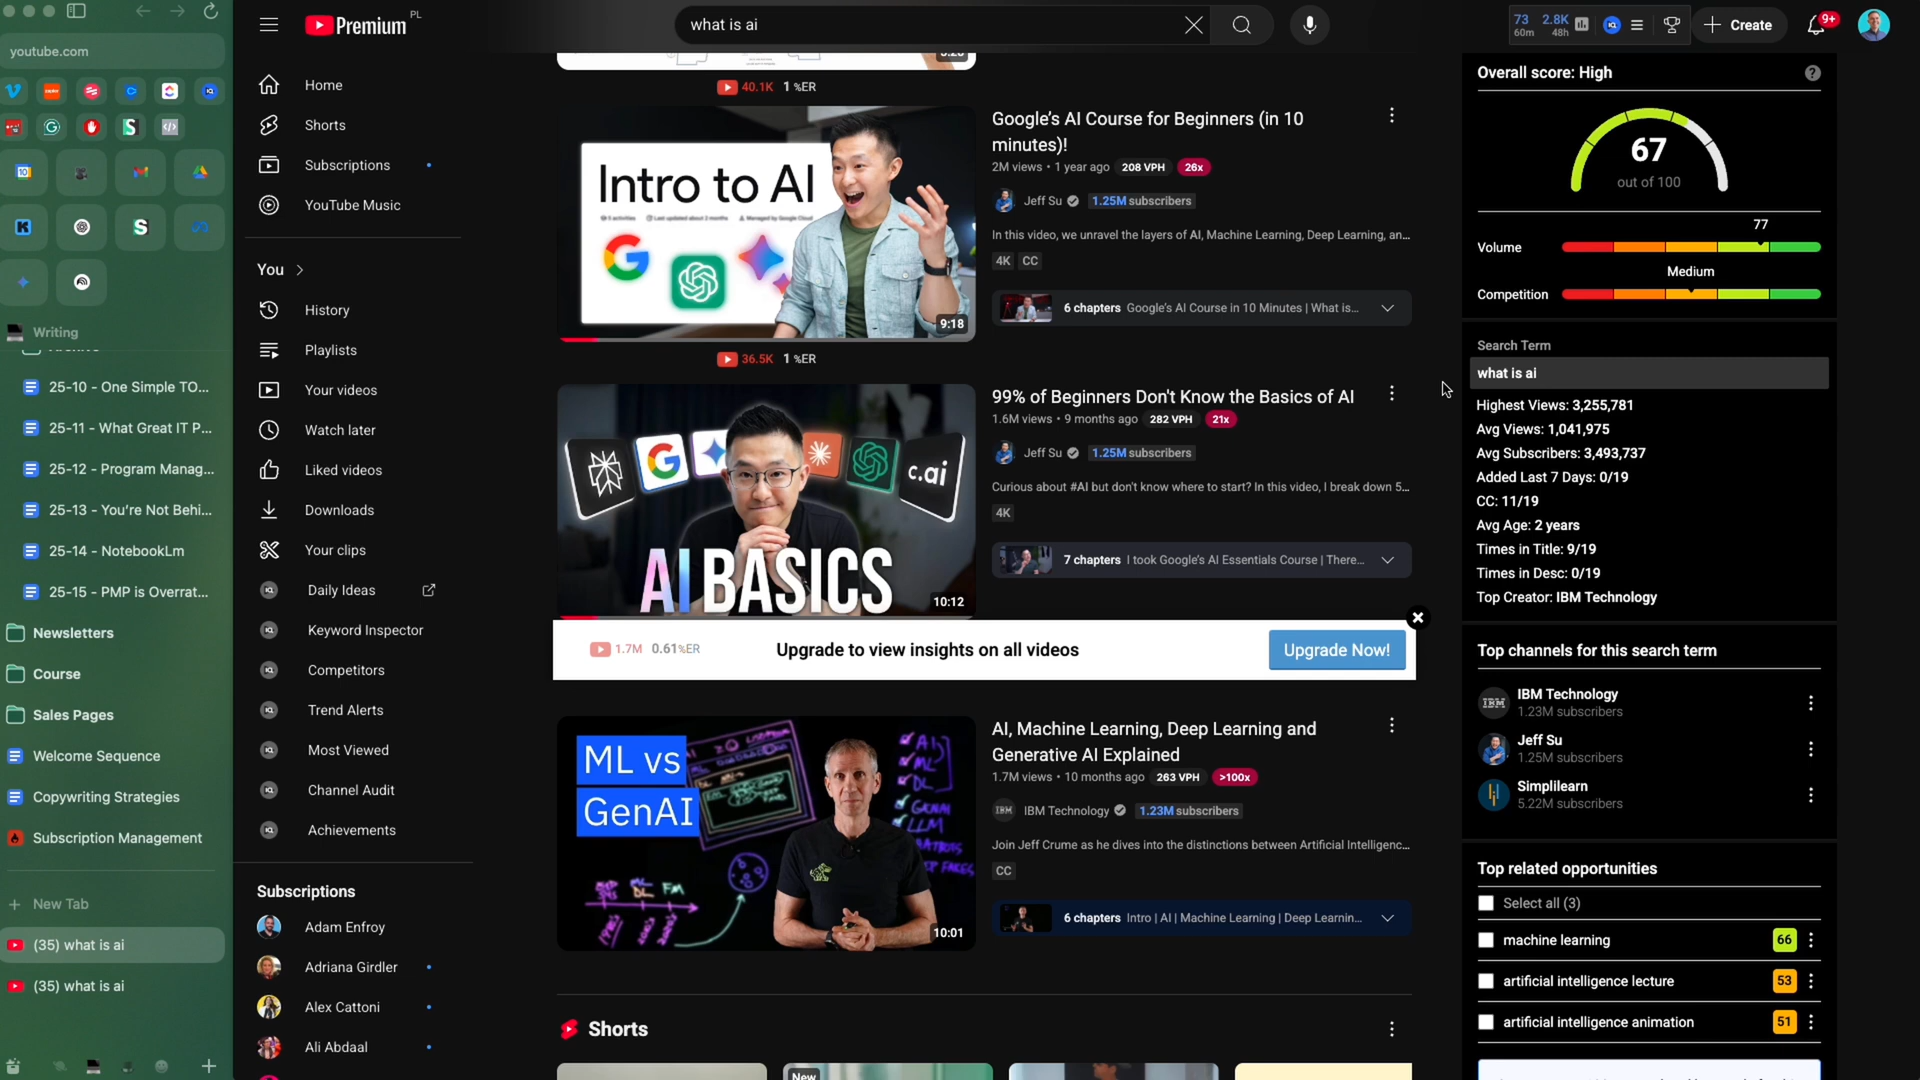 youtube.com
Writing
25-10 - One Simple TO...
25-11 - What Great IT P...
25-12 - Program Manag...
25-13 - You're Not Behi...
25-14 - NotebookLm
25-15 - PMP is Overrat...
Newsletters
Course
Sales Pages
Welcome Sequence
Copywriting Strategies
Subscription Management
New Tab
(35) what is ai
(35) what is ai
Premium PL
what is ai
73 60m
2.8K 48h
Create
9+
Home
Shorts
Subscriptions
YouTube Music
You
History
Playlists
Your videos
Watch later
Liked videos
Downloads
Your clips
Daily Ideas
Keyword Inspector
Competitors
Trend Alerts
Most Viewed
Channel Audit
Achievements
Subscriptions
Adam Enfroy
Adriana Girdler
Alex Cattoni
Ali Abdaal
40.1K 1 %ER
Intro to AI
9:18
Google's AI Course for Beginners (in 10
minutes)!
2M views • 1 year ago 208 VPH 26x
Jeff Su 1.25M subscribers
In this video, we unravel the layers of AI, Machine Learning, Deep Learning, an...
4K CC
6 chapters Google's AI Course in 10 Minutes | What is...
36.5K 1 %ER
c.ai
AI BASICS
10:12
99% of Beginners Don't Know the Basics of AI
1.6M views • 9 months ago 282 VPH 21x
Jeff Su 1.25M subscribers
Curious about #AI but don't know where to start? In this video, I break down 5...
4K
7 chapters I took Google's AI Essentials Course | There...
1.7M 0.61%ER
Upgrade to view insights on all videos
Upgrade Now!
ML vs
GenAI
10:01
AI, Machine Learning, Deep Learning and
Generative AI Explained
1.7M views • 10 months ago 263 VPH >100x
IBM Technology 1.23M subscribers
Join Jeff Crume as he dives into the distinctions between Artificial Intelligenc...
CC
6 chapters Intro | AI | Machine Learning | Deep Learnin...
Shorts
New
Overall score: High
67
out of 100
77
Volume
Medium
Competition
Search Term
what is ai
Highest Views: 3,255,781
Avg Views: 1,041,975
Avg Subscribers: 3,493,737
Added Last 7 Days: 0/19
CC: 11/19
Avg Age: 2 years
Times in Title: 9/19
Times in Desc: 0/19
Top Creator: IBM Technology
Top channels for this search term
IBM Technology
1.23M subscribers
Jeff Su
1.25M subscribers
Simplilearn
5.22M subscribers
Top related opportunities
Select all (3)
machine learning 66
artificial intelligence lecture 53
artificial intelligence animation 51